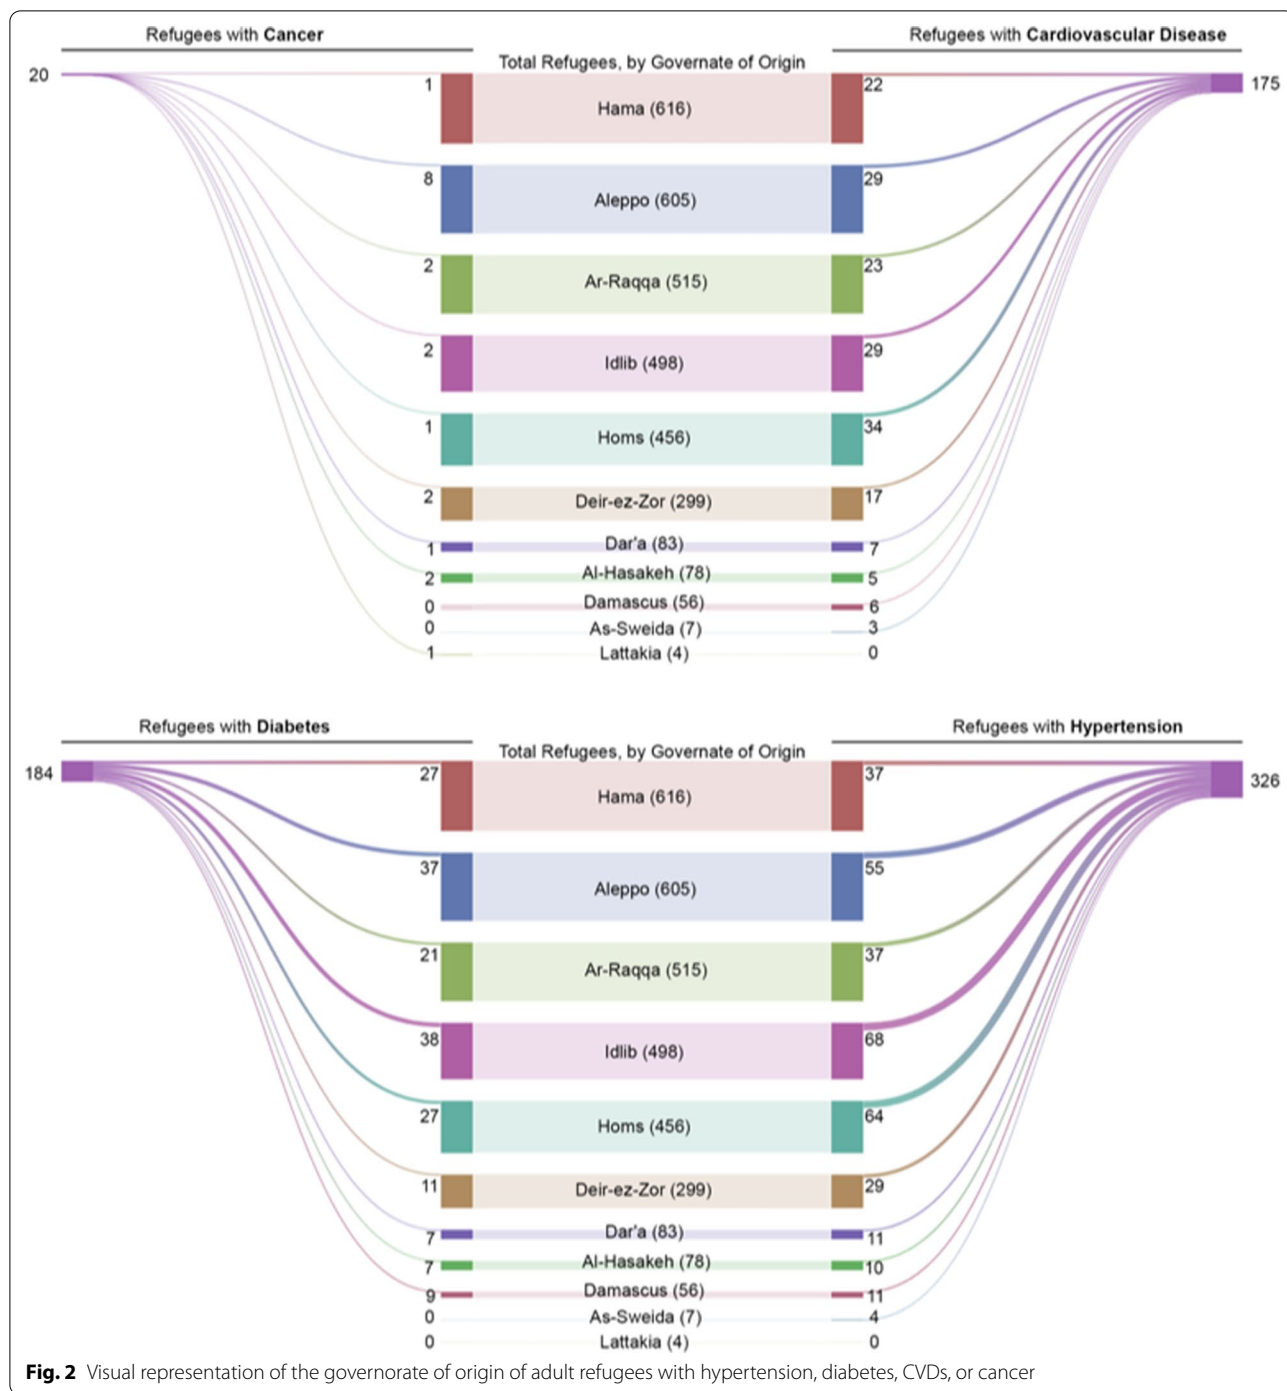 Refugees with Cancer
Refugees with Cardiovascular Disease
Total Refugees, by Governate of Origin
20
1
Hama (616)
22
175
8
Aleppo (605)
29
2
Ar-Raqqa (515)
23
2
Idlib (498)
29
1
Homs (456)
34
2
Deir-ez-Zor (299)
17
1
Dar'a (83)
7
2
Al-Hasakeh (78)
5
0
Damascus (56)
6
0
As-Sweida (7)
3
1
Lattakia (4)
0
Refugees with Diabetes
Refugees with Hypertension
Total Refugees, by Governate of Origin
184
27
Hama (616)
37
326
37
Aleppo (605)
55
21
Ar-Raqqa (515)
37
38
Idlib (498)
68
27
Homs (456)
64
11
Deir-ez-Zor (299)
29
7
Dar'a (83)
11
7
Al-Hasakeh (78)
10
9
Damascus (56)
11
0
As-Sweida (7)
4
0
Lattakia (4)
0
Fig. 2 Visual representation of the governorate of origin of adult refugees with hypertension, diabetes, CVDs, or cancer